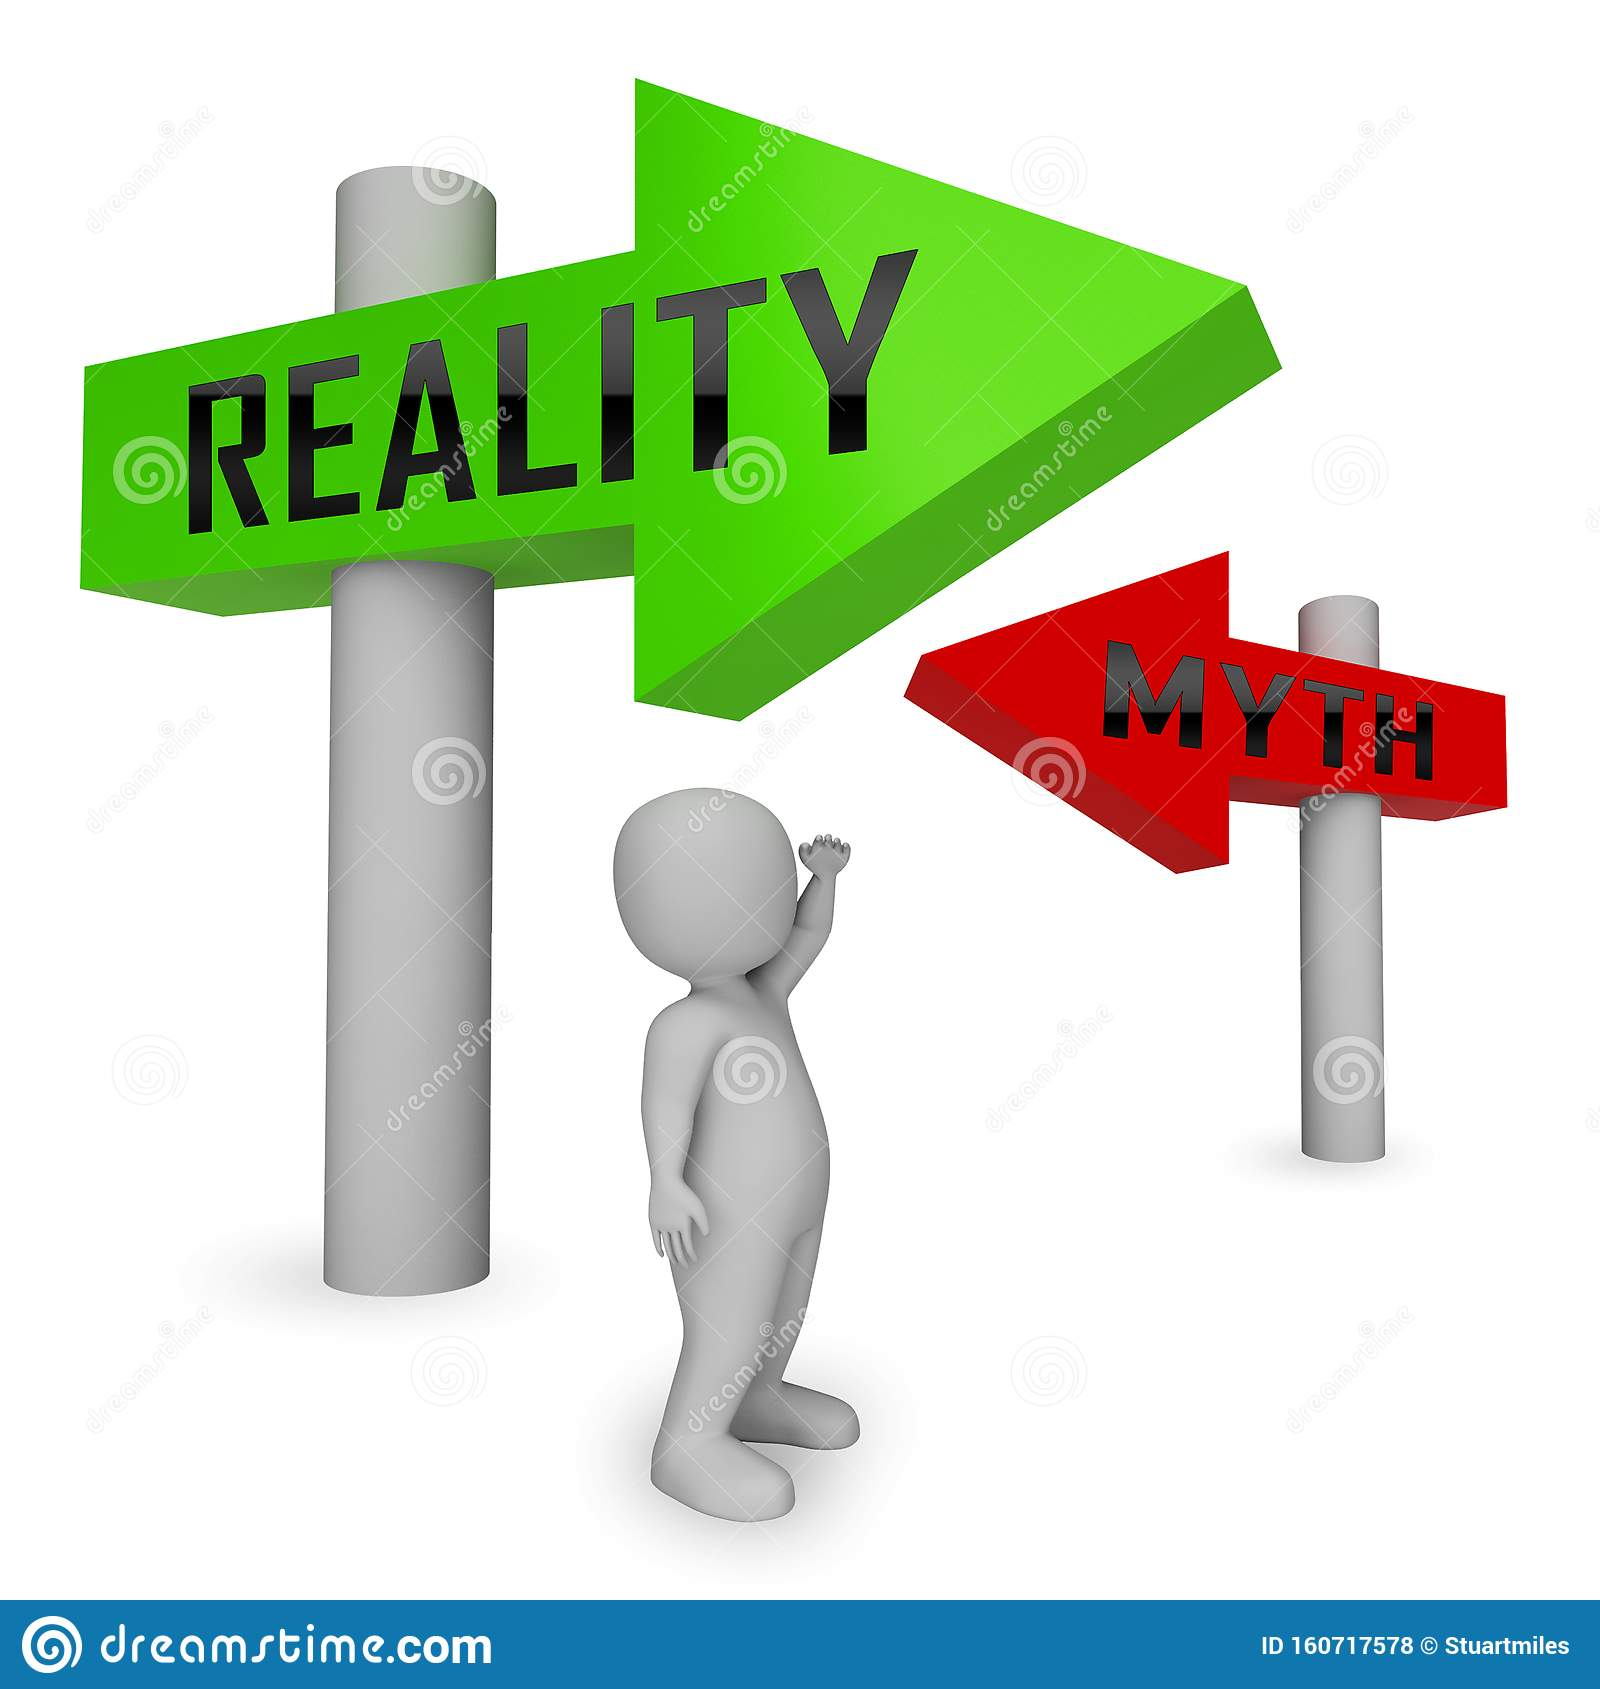 REALITY
MYTH
dreamstime.com
ID 160717578 © Stuartmiles